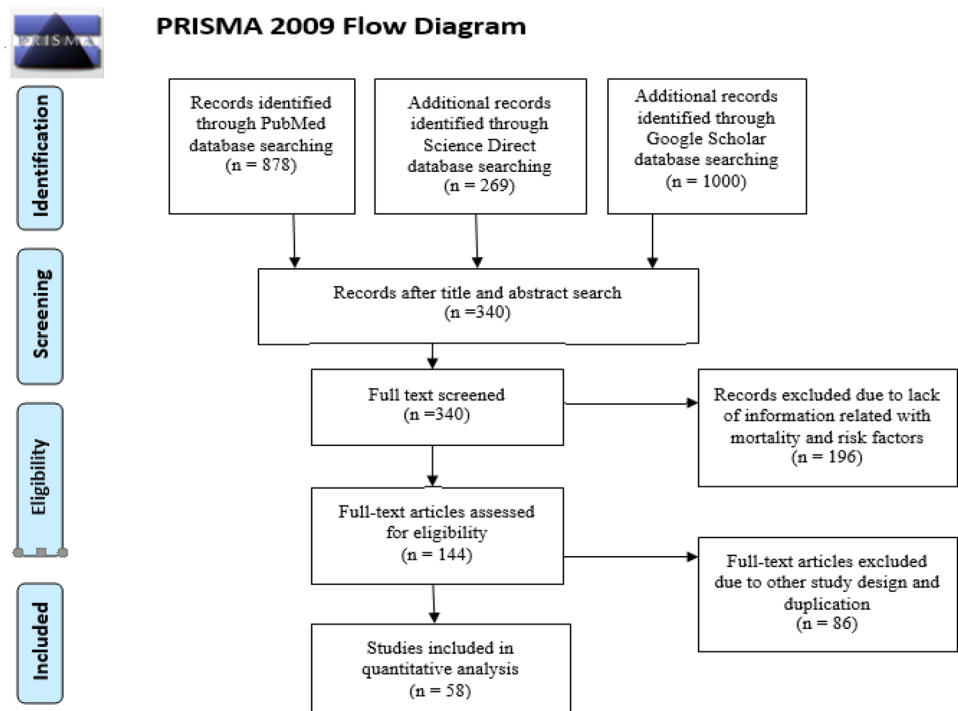 PRISMA 2009 Flow Diagram
PRISMA
Identification
Records identified
through PubMed
database searching
(n = 878)
Additional records
identified through
Science Direct
database searching
(n = 269)
Additional records
identified through
Google Scholar
database searching
(n = 1000)
Screening
Records after title and abstract search
(n =340)
Full text screened
(n =340)
Records excluded due to lack
of information related with
mortality and risk factors
(n = 196)
Eligibility
Full-text articles assessed
for eligibility
(n = 144)
Full-text articles excluded
due to other study design and
duplication
(n = 86)
Included
Studies included in
quantitative analysis
(n = 58)